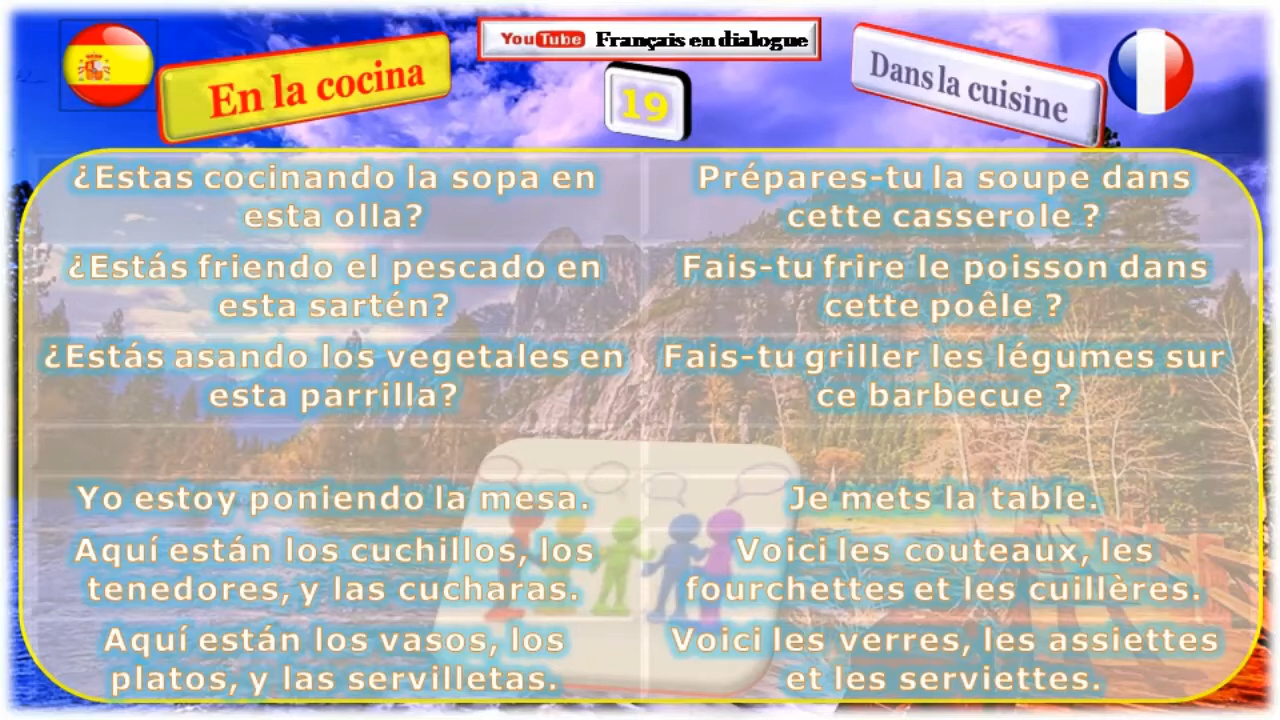 En la cocina
YouTube Français en dialogue
19
Dans la cuisine
¿Estas cocinando la sopa en
esta olla?
Prépares-tu la soupe dans
cette casserole ?
¿Estás friendo el pescado en
esta sartén?
Fais-tu frire le poisson dans
cette poêle ?
¿Estás asando los vegetales en
esta parrilla?
Fais-tu griller les légumes sur
ce barbecue ?
Yo estoy poniendo la mesa.
Je mets la table.
Aquí están los cuchillos, los
tenedores, y las cucharas.
Voici les couteaux, les
fourchettes et les cuillères.
Aquí están los vasos, los
platos, y las servilletas.
Voici les verres, les assiettes
et les serviettes.